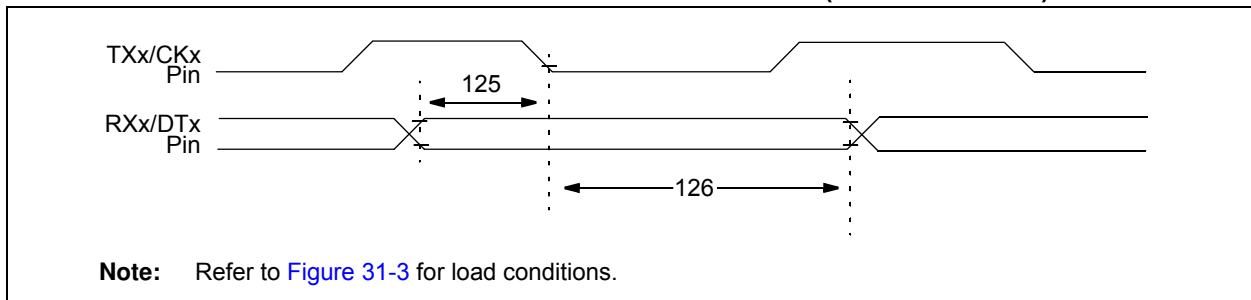 TXx/CKx
Pin
125
RXx/DTx
Pin
126
Note: Refer to Figure 31-3 for load conditions.